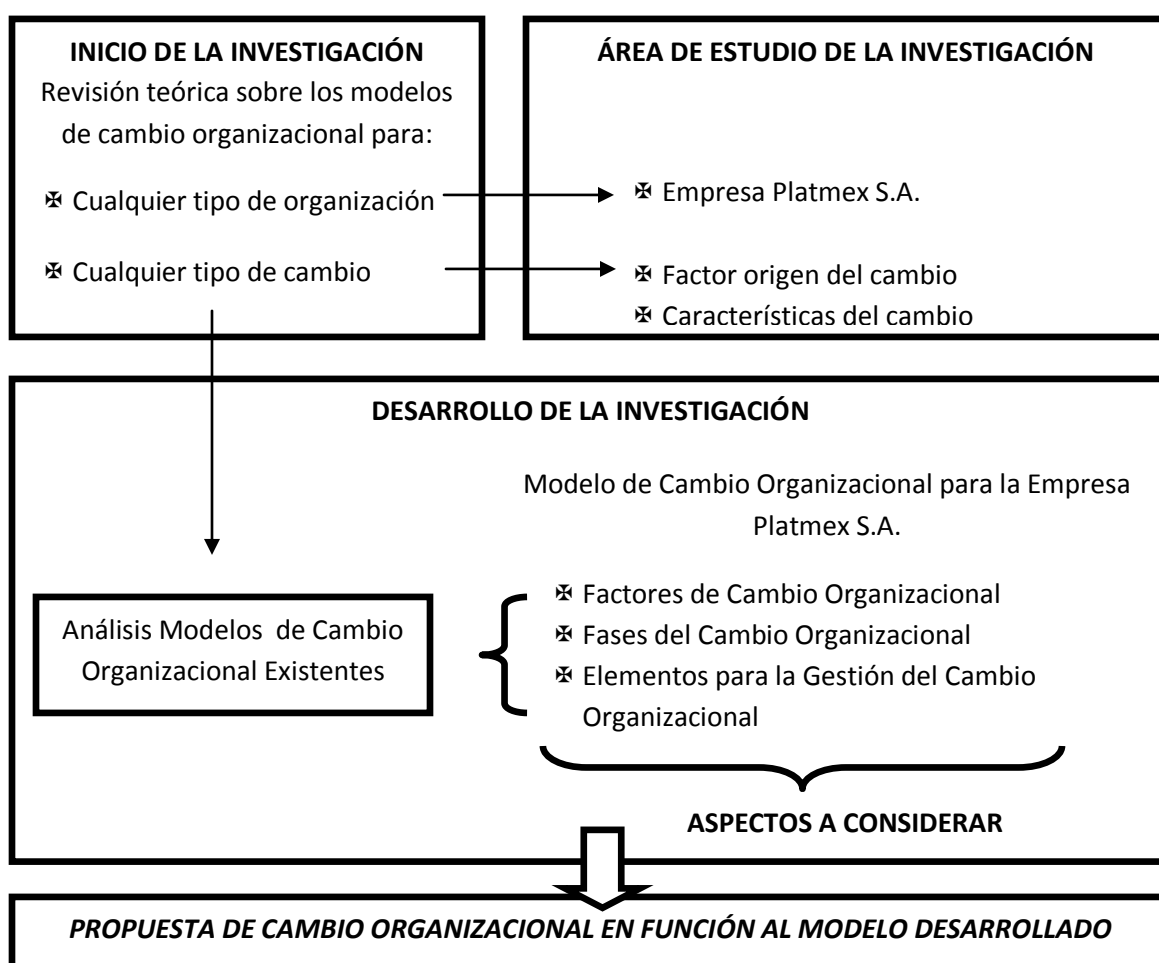 INICIO DE LA INVESTIGACIÓN
Revisión teórica sobre los modelos
de cambio organizacional para:
✠ Cualquier tipo de organización
✠ Cualquier tipo de cambio
ÁREA DE ESTUDIO DE LA INVESTIGACIÓN
✠ Empresa Platmex S.A.
✠ Factor origen del cambio
✠ Características del cambio
DESARROLLO DE LA INVESTIGACIÓN
Modelo de Cambio Organizacional para la Empresa
Platmex S.A.
Análisis Modelos de Cambio
Organizacional Existentes
✠ Factores de Cambio Organizacional
✠ Fases del Cambio Organizacional
✠ Elementos para la Gestión del Cambio
Organizacional
ASPECTOS A CONSIDERAR
PROPUESTA DE CAMBIO ORGANIZACIONAL EN FUNCIÓN AL MODELO DESARROLLADO